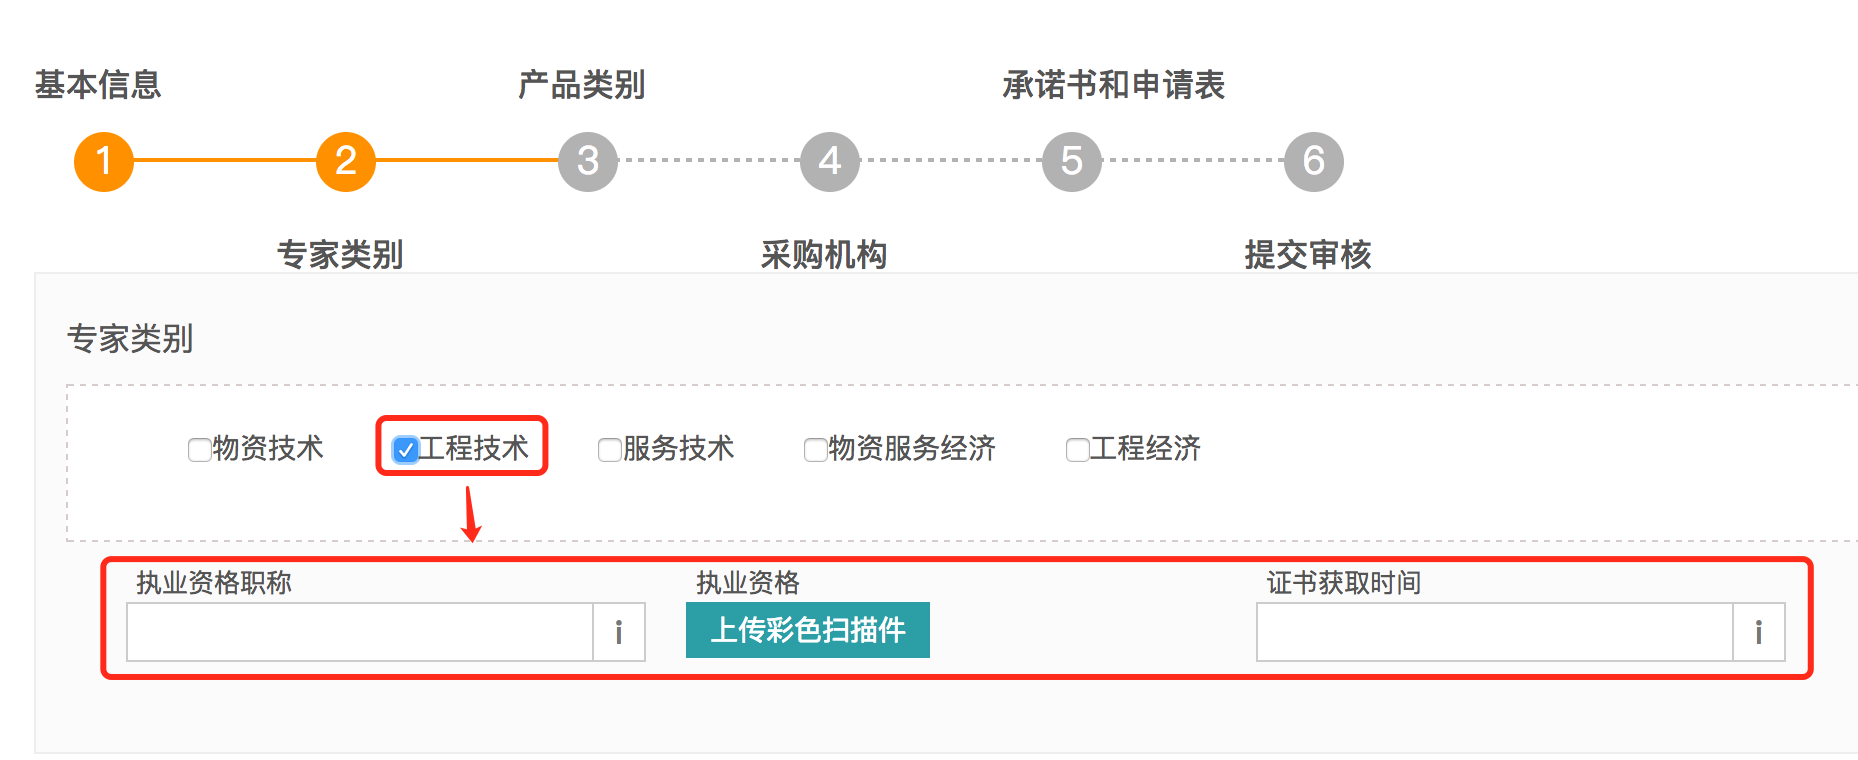 基本信息 产品类别 承诺书和申请表
1 2 3 4 5 6
专家类别 采购机构 提交审核
专家类别
物资技术 工程技术 服务技术 物资服务经济 工程经济
执业资格职称 执业资格 证书获取时间
i 上传彩色扫描件 i